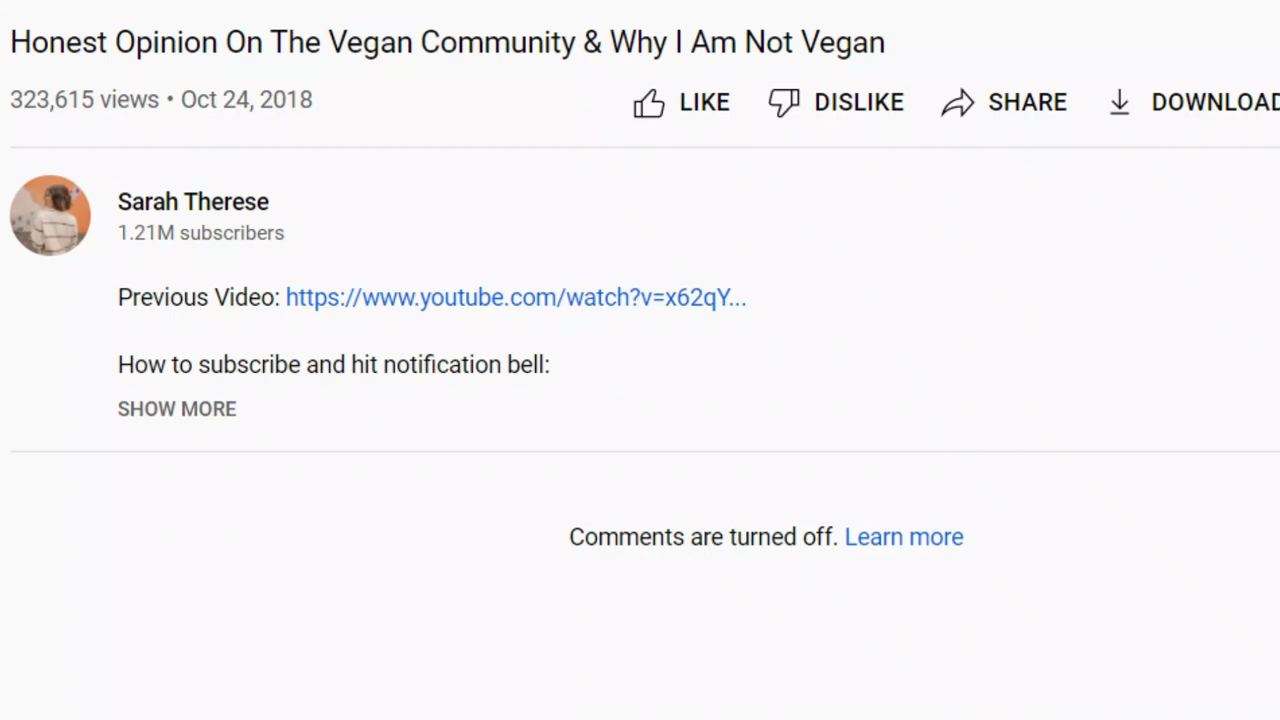 Honest Opinion On The Vegan Community & Why I Am Not Vegan
323,615 views • Oct 24, 2018
LIKE DISLIKE SHARE DOWNLOAD
Sarah Therese
1.21M subscribers
Previous Video: https://www.youtube.com/watch?v=x62qY...
How to subscribe and hit notification bell:
SHOW MORE
Comments are turned off. Learn more